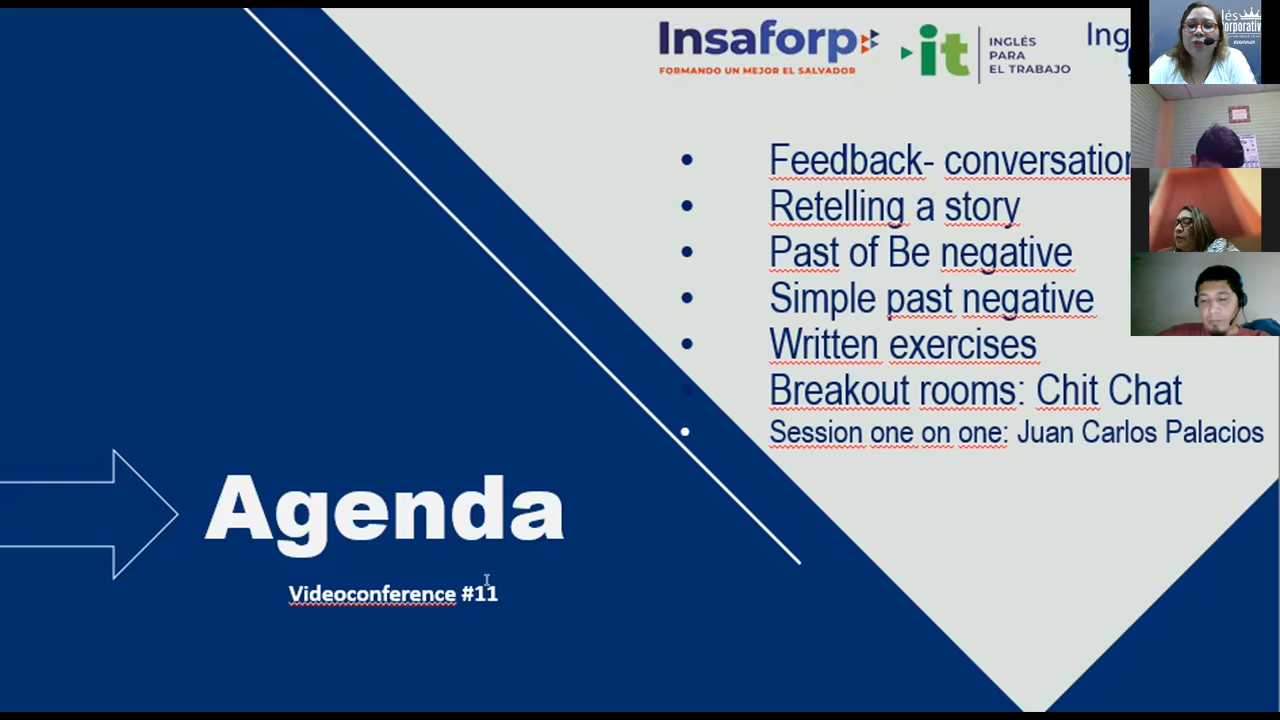 Insaforp
FORMANDO UN MEJOR EL SALVADOR
it
INGLÉS
PARA
EL TRABAJO
Ing
lés
orporativ
• Feedback- conversation
• Retelling a story
• Past of Be negative
• Simple past negative
• Written exercises
• Breakout rooms: Chit Chat
• Session one on one: Juan Carlos Palacios
Agenda
Videoconference #11